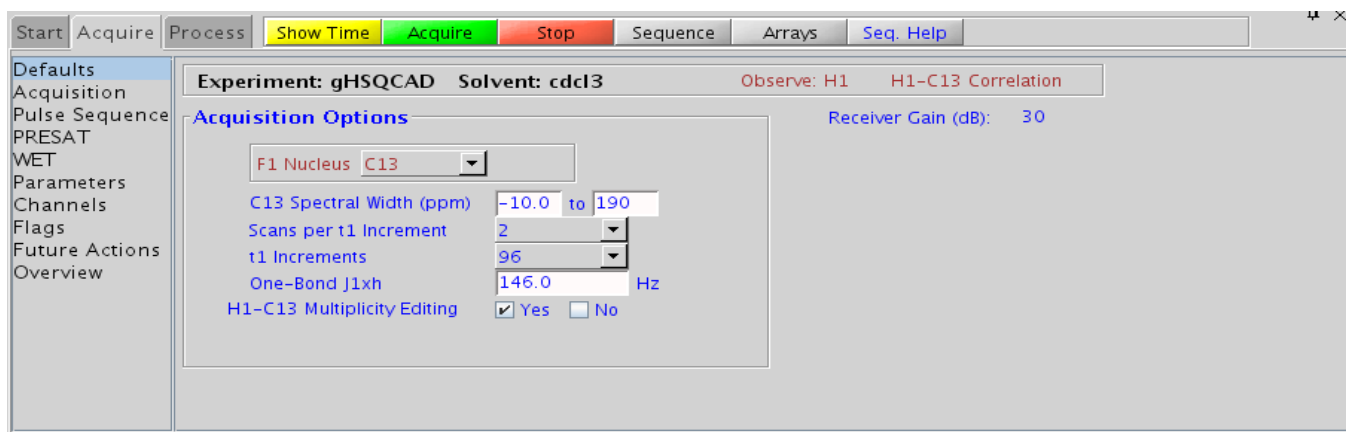 Start Acquire Process Show Time Acquire Stop Sequence Arrays Seq. Help
Defaults
Acquisition
Pulse Sequence
PRESAT
WET
Parameters
Channels
Flags
Future Actions
Overview
Experiment: gHSQCAD Solvent: cdcl3 Observe: H1 H1-C13 Correlation
Acquisition Options
Receiver Gain (dB): 30
F1 Nucleus C13
C13 Spectral Width (ppm) -10.0 to 190
Scans per t1 Increment 2
t1 Increments 96
One-Bond J1xh 146.0 Hz
H1-C13 Multiplicity Editing Yes No